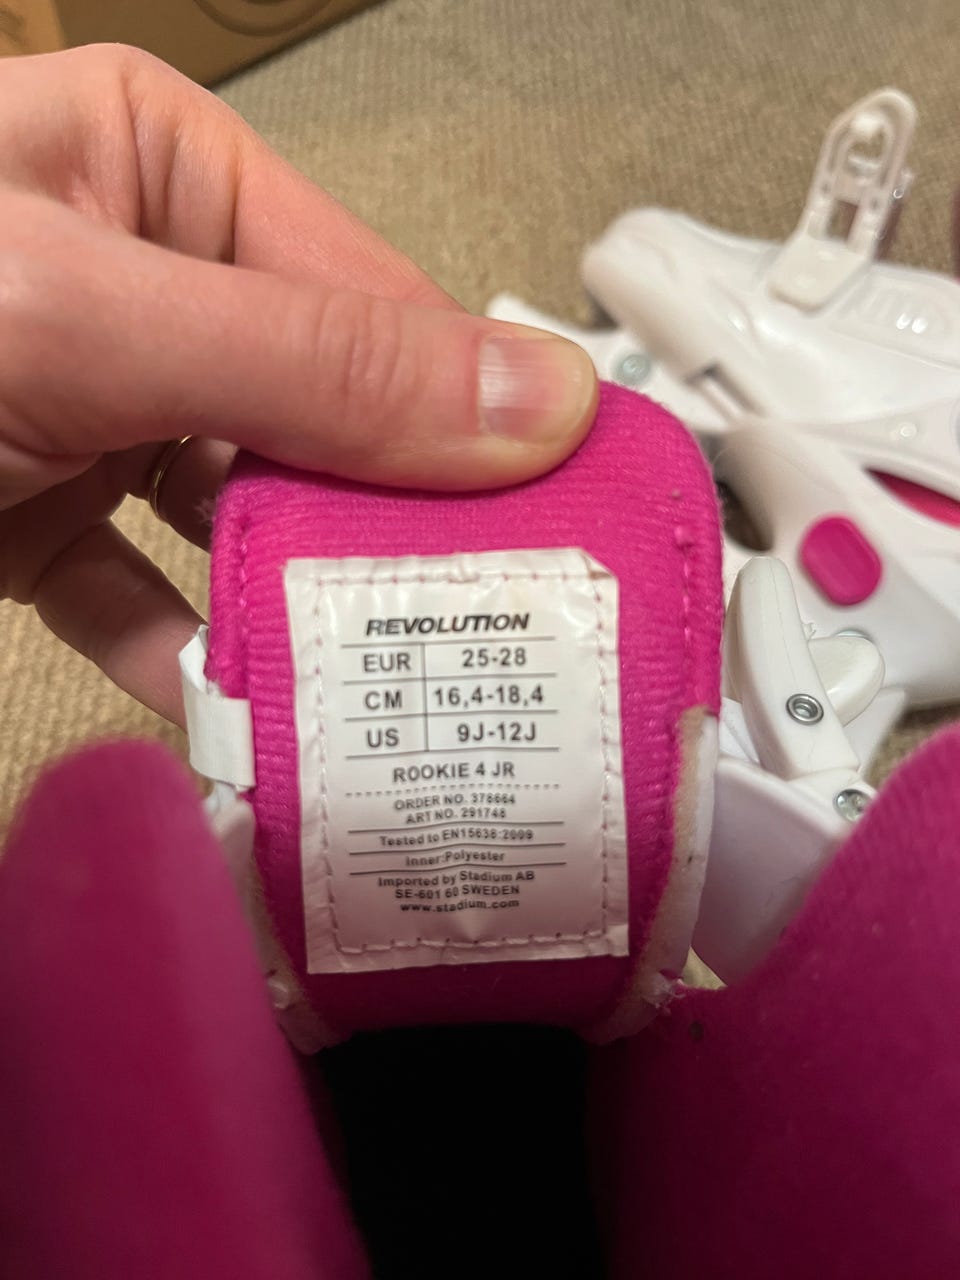 REVOLUTION
EUR 25-28
CM 16,4-18,4
US 9J-12J
ROOKIE 4 JR
ORDER NO. 378664
ART NO. 291748
Tested to EN15638:2009
Inner:Polyester
Imported by Stadium AB
SE-601 60 SWEDEN
www.stadium.com